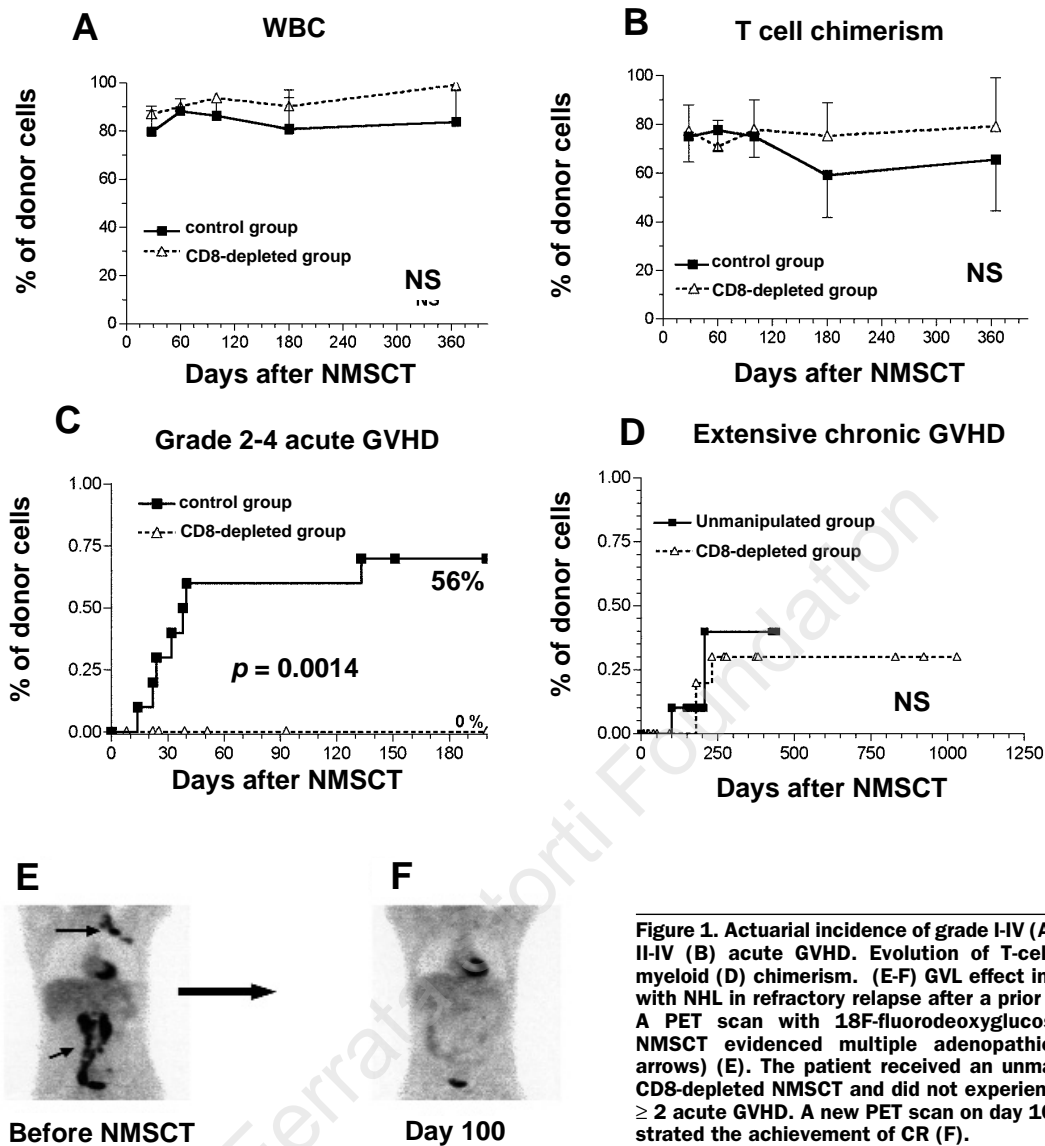 A
WBC
100
80
60
40
20
0
% of donor cells
control group
CD8-depleted group
NS
NS
0 60 120 180 240 300 360
Days after NMSCT
B
T cell chimerism
100
80
60
40
20
0
% of donor cells
control group
CD8-depleted group
NS
0 60 120 180 240 300 360
Days after NMSCT
C
Grade 2-4 acute GVHD
1.00
0.75
0.50
0.25
0.00
% of donor cells
control group
CD8-depleted group
56%
p = 0.0014
0 %
0 30 60 90 120 150 180
Days after NMSCT
D
Extensive chronic GVHD
1.00
0.75
0.50
0.25
0.00
% of donor cells
Unmanipulated group
CD8-depleted group
NS
0 250 500 750 1000 1250
Days after NMSCT
E
Before NMSCT
F
Day 100
Figure 1. Actuarial incidence of grade I-IV (A
II-IV (B) acute GVHD. Evolution of T-cel
myeloid (D) chimerism. (E-F) GVL effect in
with NHL in refractory relapse after a prior
A PET scan with 18F-fluorodeoxyglucos
NMSCT evidenced multiple adenopathic
arrows) (E). The patient received an unma
CD8-depleted NMSCT and did not experien
≥ 2 acute GVHD. A new PET scan on day 10
strated the achievement of CR (F).
Ferrata Storti Foundation